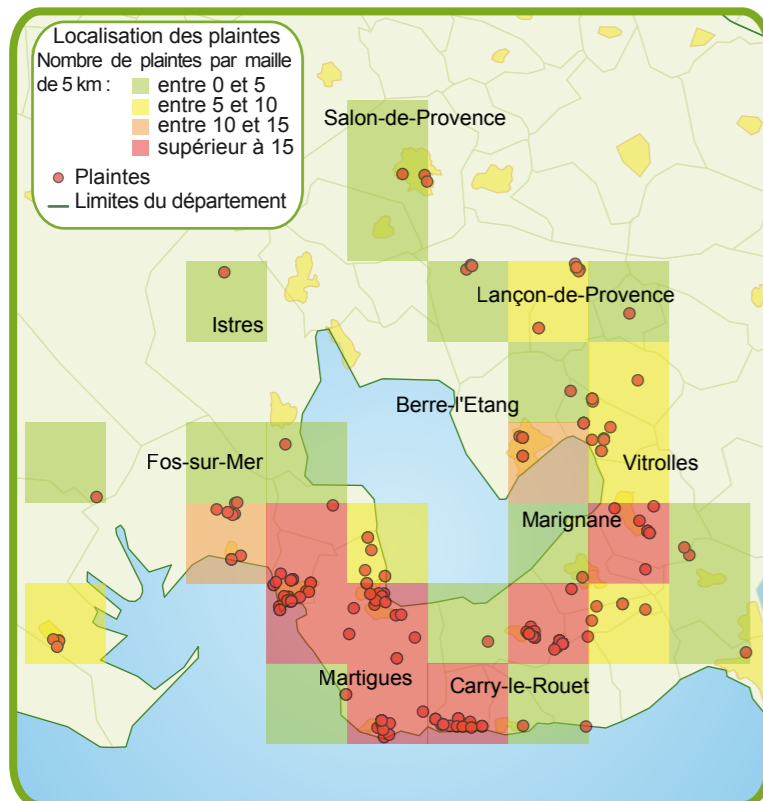 Localisation des plaintes
Nombre de plaintes par maille
de 5 km :
entre 0 et 5
entre 5 et 10
entre 10 et 15
supérieur à 15
Plaintes
Limites du département
Salon-de-Provence
Lançon-de-Provence
Istres
Berre-l'Etang
Fos-sur-Mer
Vitrolles
Marignane
Martigues
Carry-le-Rouet